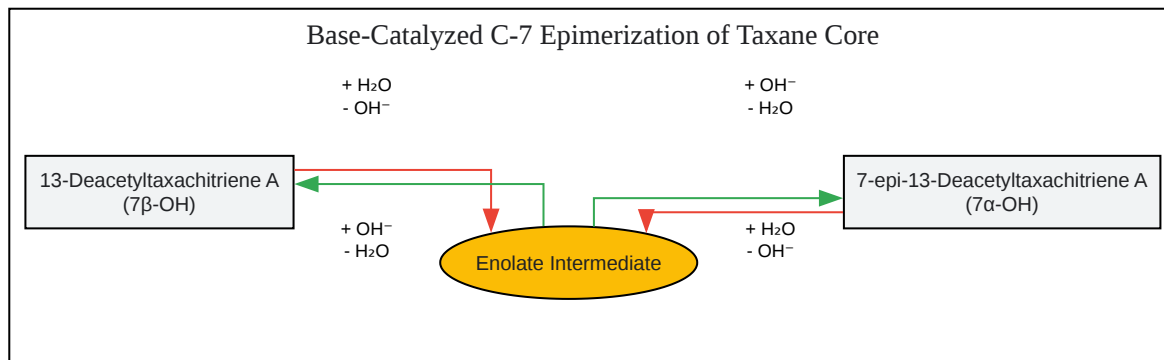 Base-Catalyzed C-7 Epimerization of Taxane Core
+ H₂O
- OH⁻
+ OH⁻
- H₂O
13-Deacetyltaxachitriene A
(7β-OH)
7-epi-13-Deacetyltaxachitriene A
(7α-OH)
+ OH⁻
- H₂O
+ H₂O
- OH⁻
Enolate Intermediate